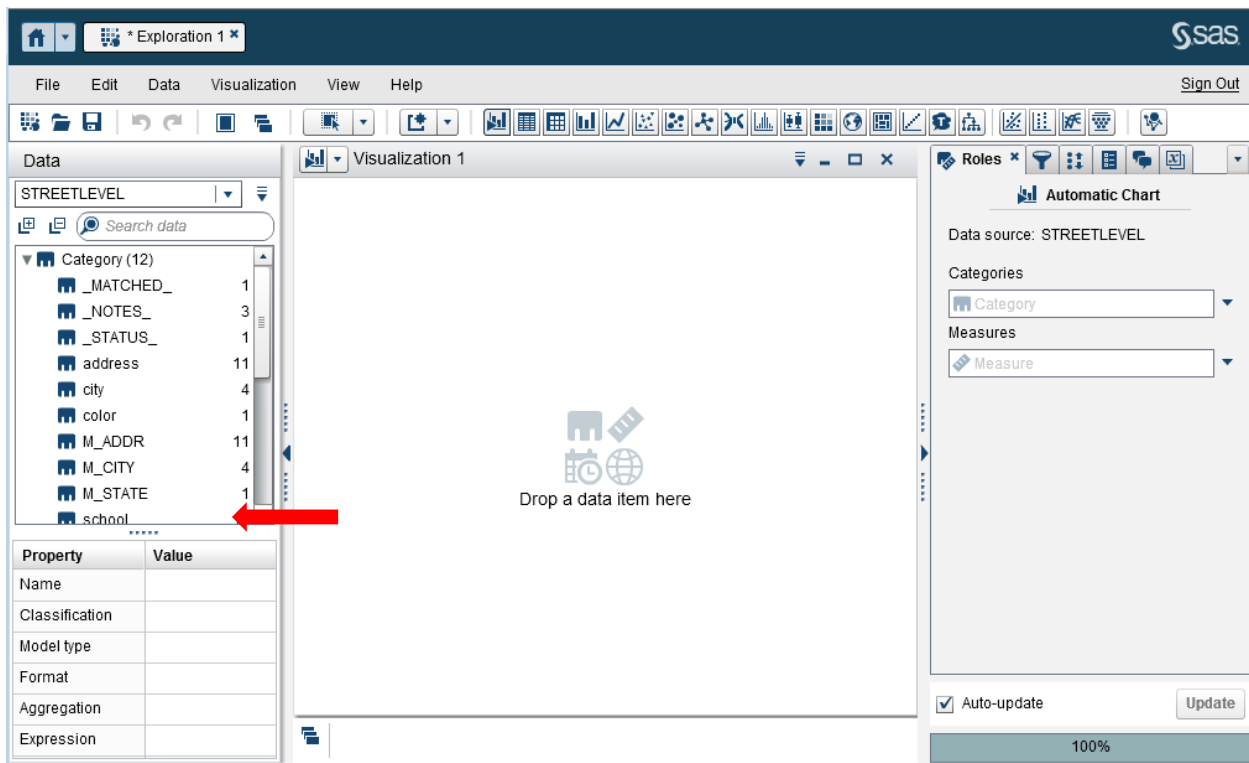 * Exploration 1
sas
File Edit Data Visualization View Help Sign Out
Data
STREETLEVEL
Search data
Category (12)
_MATCHED_ 1
_NOTES_ 3
_STATUS_ 1
address 11
city 4
color 1
M_ADDR 11
M_CITY 4
M_STATE 1
school
Property Value
Name
Classification
Model type
Format
Aggregation
Expression
Visualization 1
Drop a data item here
Roles
Automatic Chart
Data source: STREETLEVEL
Categories
Category
Measures
Measure
Auto-update Update
100%